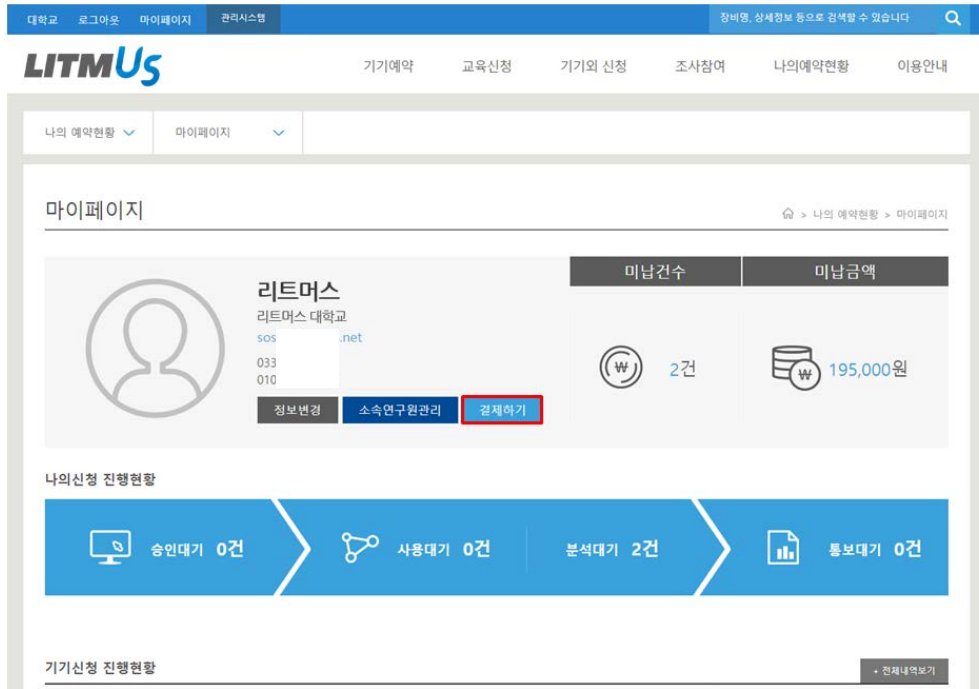 대학교 로그아웃 마이페이지 관리시스템 장비명, 상세정보 등으로 검색할 수 있습니다
LITMUS 기기예약 교육신청 기기외 신청 조사참여 나의예약현황 이용안내
나의 예약현황 마이페이지
마이페이지 > 나의 예약현황 > 마이페이지
미납건수 미납금액
리트머스
리트머스 대학교
sos .net
033
010
2건 195,000원
정보변경 소속연구원관리 결제하기
나의신청 진행현황
승인대기 0건 사용대기 0건 분석대기 2건 통보대기 0건
기기신청 진행현황 + 전체내역보기